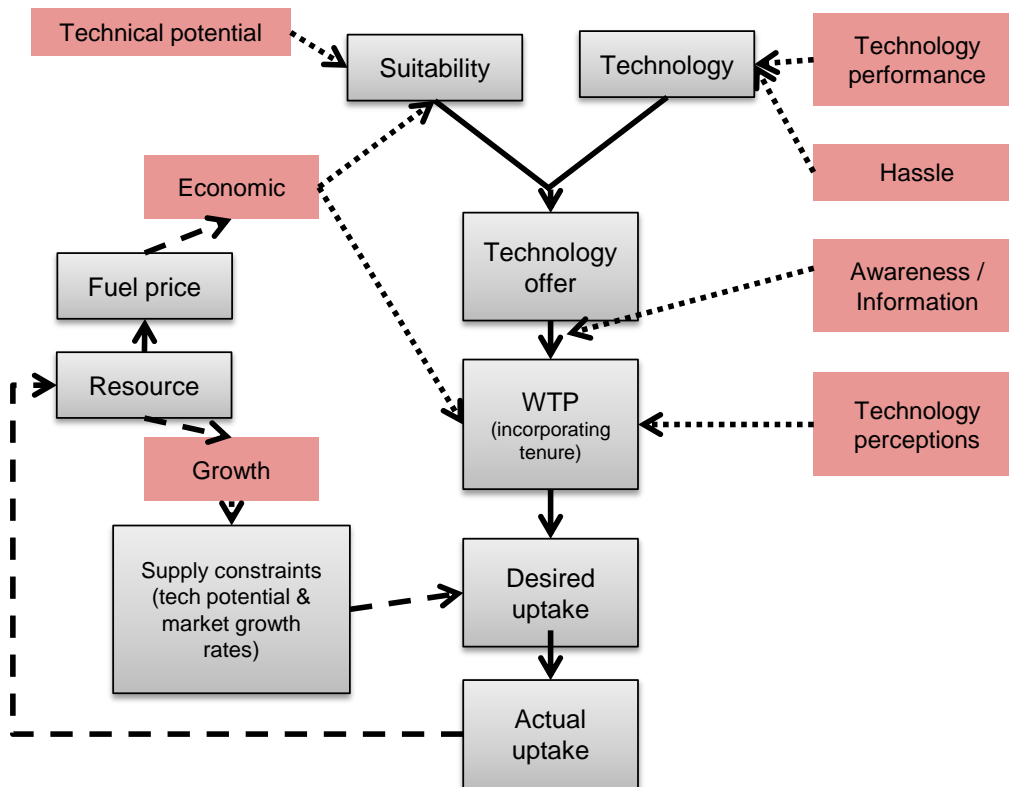 Technical potential
Suitability
Technology
Technology
performance
Hassle
Economic
Technology
offer
Awareness /
Information
Fuel price
Resource
WTP
(incorporating
tenure)
Technology
perceptions
Growth
Supply constraints
(tech potential &
market growth
rates)
Desired
uptake
Actual
uptake